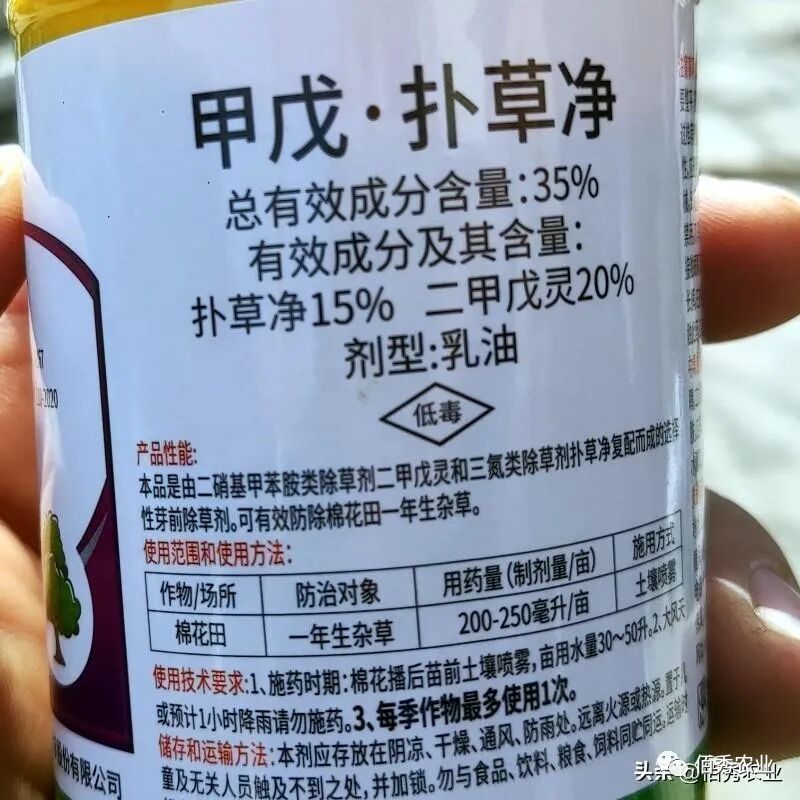 甲戊·扑草净
总有效成分含量:35%
有效成分及其含量:
扑草净15% 二甲戊灵20%
剂型:乳油
低毒
产品性能:
本品是由二硝基甲苯胺类除草剂二甲戊灵和三氮类除草剂扑草净复配而成的选择
性芽前除草剂。可有效防除棉花田一年生杂草。
使用范围和使用方法:
作物/场所 防治对象 用药量(制剂量/亩) 施用方式
棉花田 一年生杂草 200-250毫升/亩 土壤喷雾
使用技术要求:1、施药时期:棉花播后苗前土壤喷雾,亩用水量30~50升。2、大风天
或预计1小时降雨请勿施药。3、每季作物最多使用1次。
储存和运输方法:本剂应存放在阴凉、干燥、通风、防雨处。远离火源或热源。置于儿
童及无关人员触及不到之处,并加锁。勿与食品、饮料、粮食、饲料同贮同运。运输时
份有限公司
-2020
佰秀农业
头条@佰秀农业